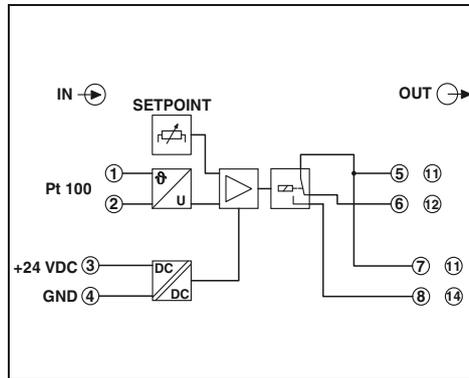 IN OUT
SETPOINT
1 ϑ 5 11
Pt 100
2 U 6 12
+24 VDC 3 DC 7 11
GND 4 DC 8 14